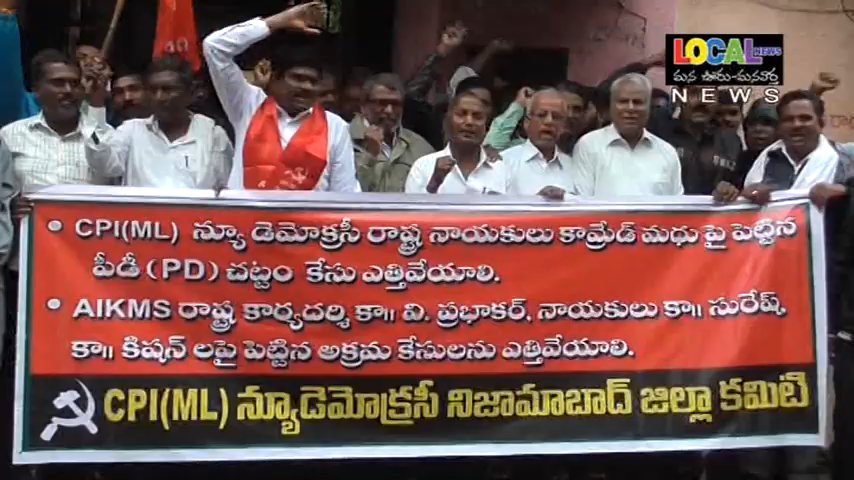 LOCAL NEWS
మన ఊరు-మన వార్త
NEWS
• CPI(ML) న్యూ డెమోక్రసీ రాష్ట్ర నాయకులు కామ్రేడ్ మధు పై పెట్టిన
పీడీ (PD) చట్టం కేసు ఎత్తివేయాలి.
• AIKMS రాష్ట్ర కార్యదర్శి కా॥ వి. ప్రభాకర్, నాయకులు కా॥ సురేష్,
కా॥ కిషన్ లపై పెట్టిన అక్రమ కేసులను ఎత్తివేయాలి.
CPI(ML) న్యూడెమోక్రసీ నిజామాబాద్ జిల్లా కమిటి